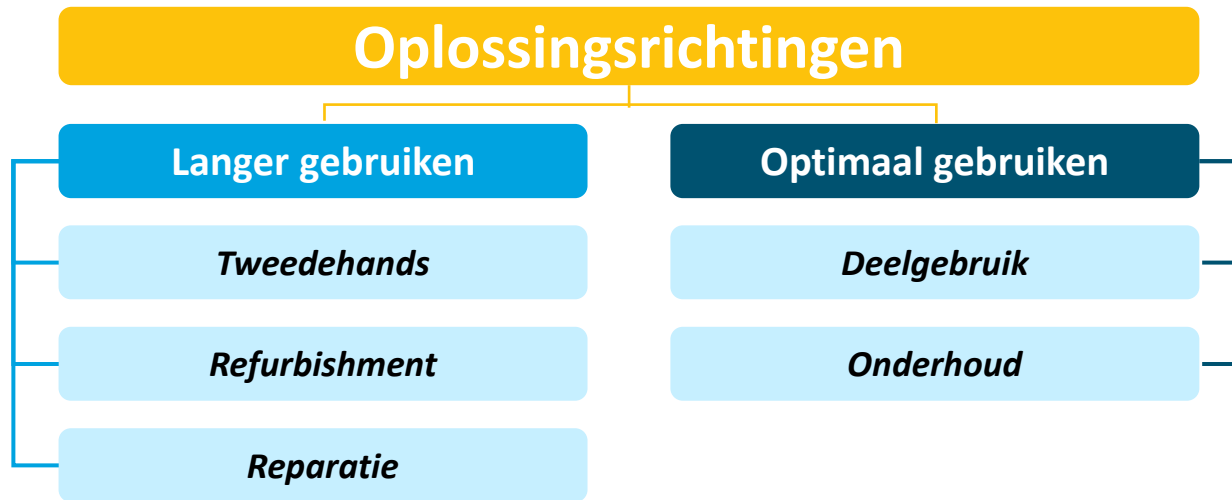 Oplossingsrichtingen
Langer gebruiken
Tweedehands
Refurbishment
Reparatie
Optimaal gebruiken
Deelgebruik
Onderhoud